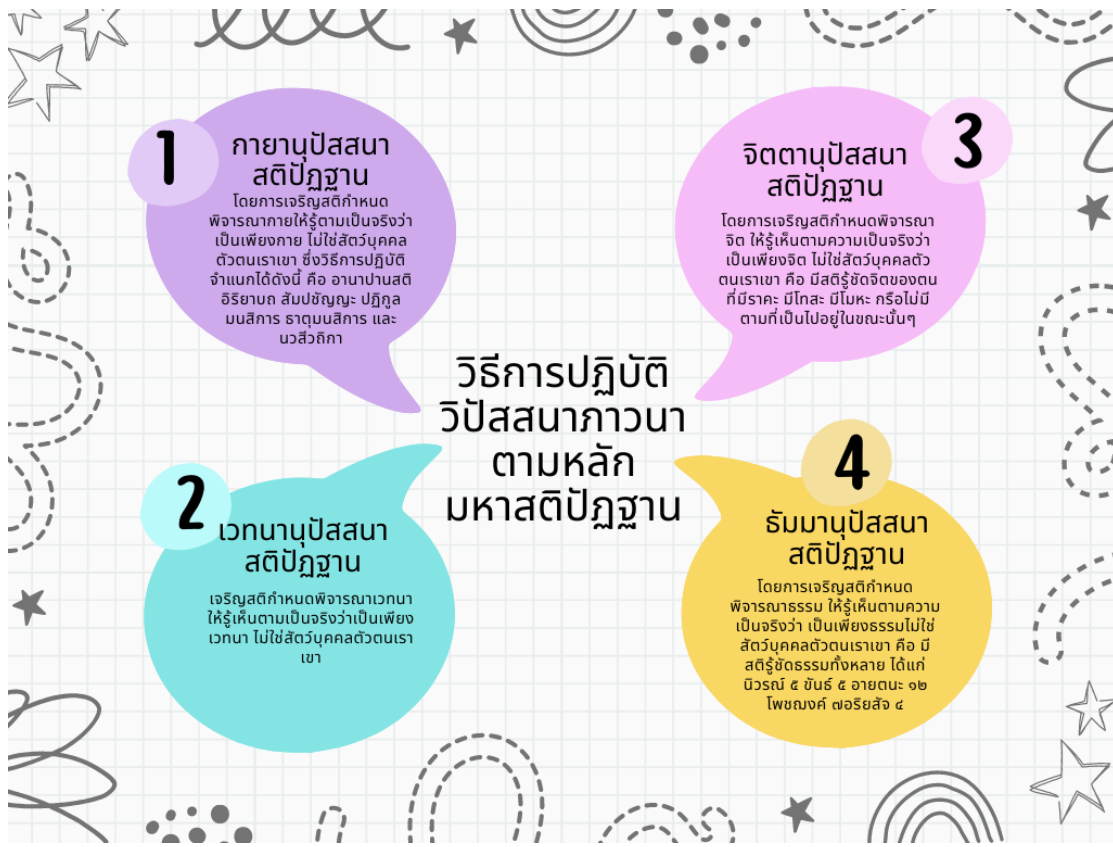 1
กายานุปัสสนา
สติปัฏฐาน
โดยการเจริญสติกำหนด
พิจารณากายให้รู้ตามเป็นจริงว่า
เป็นเพียงกาย ไม่ใช่สัตว์บุคคล
ตัวตนเราเขา ซึ่งวิธีการปฏิบัติ
จำแนกได้ดังนี้ คือ อานาปานสติ
อิริยาบถ สัมปชัญญะ ปฏิกูล
มนสิการ ธาตุมนสิการ และ
นวสีวถิกา
วิธีการปฏิบัติ
วิปัสสนาภาวนา
ตามหลัก
มหาสติปัฏฐาน
2
เวทนานุปัสสนา
สติปัฏฐาน
เจริญสติกำหนดพิจารณาเวทนา
ให้รู้เห็นตามเป็นจริงว่าเป็นเพียง
เวทนา ไม่ใช่สัตว์บุคคลตัวตนเรา
เขา
3
จิตตานุปัสสนา
สติปัฏฐาน
โดยการเจริญสติกำหนดพิจารณา
จิต ให้รู้เห็นตามความเป็นจริงว่า
เป็นเพียงจิต ไม่ใช่สัตว์บุคคลตัว
ตนเราเขา คือ มีสติรู้ชัดจิตของตน
ที่มีราคะ มีโทสะ มีโมหะ กรือไม่มี
ตามที่เป็นไปอยู่ในขณะนั้นๆ
4
ธัมมานุปัสสนา
สติปัฏฐาน
โดยการเจริญสติกำหนด
พิจารณาธรรม ให้รู้เห็นตามความ
เป็นจริงว่า เป็นเพียงธรรมไม่ใช่
สัตว์บุคคลตัวตนเราเขา คือ มี
สติรู้ชัดธรรมทั้งหลาย ได้แก่
นิวรณ์ ๕ ขันธ์ ๕ อายตนะ ๑๒
โพชฌงค์ ๗อริยสัจ ๔